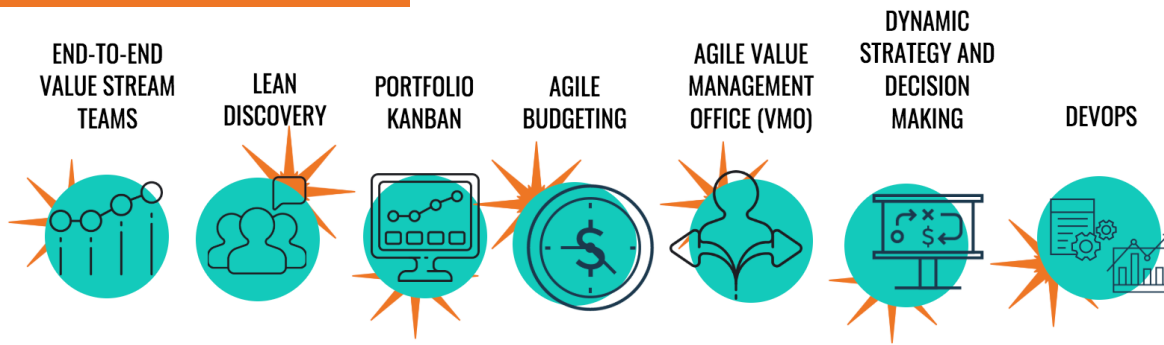 END-TO-END
VALUE STREAM
TEAMS
LEAN
DISCOVERY
PORTFOLIO
KANBAN
AGILE
BUDGETING
AGILE VALUE
MANAGEMENT
OFFICE (VMO)
DYNAMIC
STRATEGY AND
DECISION
MAKING
DEVOPS
$
$